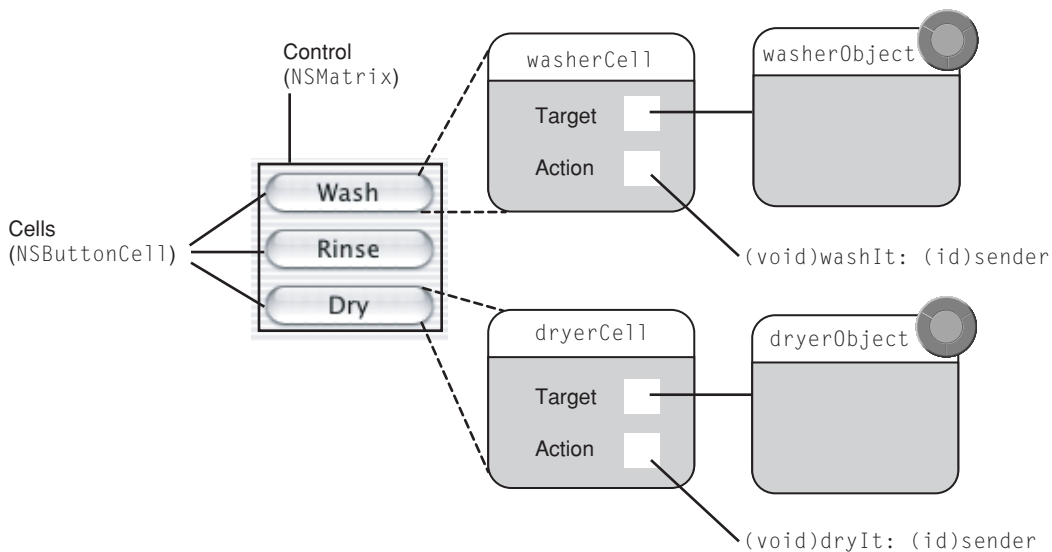 Control
(NSMatrix)
Cells
(NSButtonCell)
Wash
Rinse
Dry
washerCell
Target
Action
washerObject
(void)washIt: (id)sender
dryerCell
Target
Action
dryerObject
(void)dryIt: (id)sender